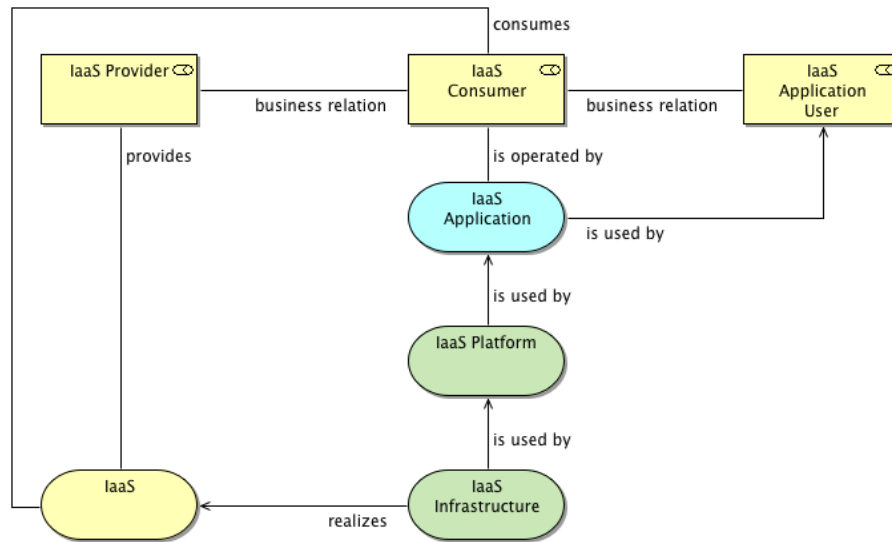 consumes
IaaS Provider
IaaS
Consumer
IaaS
Application
User
business relation
business relation
provides
is operated by
IaaS
Application
is used by
is used by
IaaS Platform
is used by
IaaS
IaaS
Infrastructure
realizes